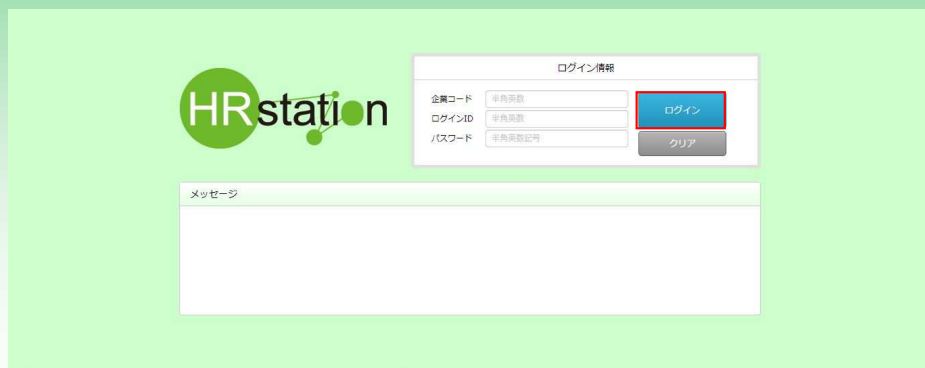 HRstation
ログイン情報
企業コード 半角英数
ログインID 半角英数
パスワード 半角英数記号
ログイン
クリア
メッセージ